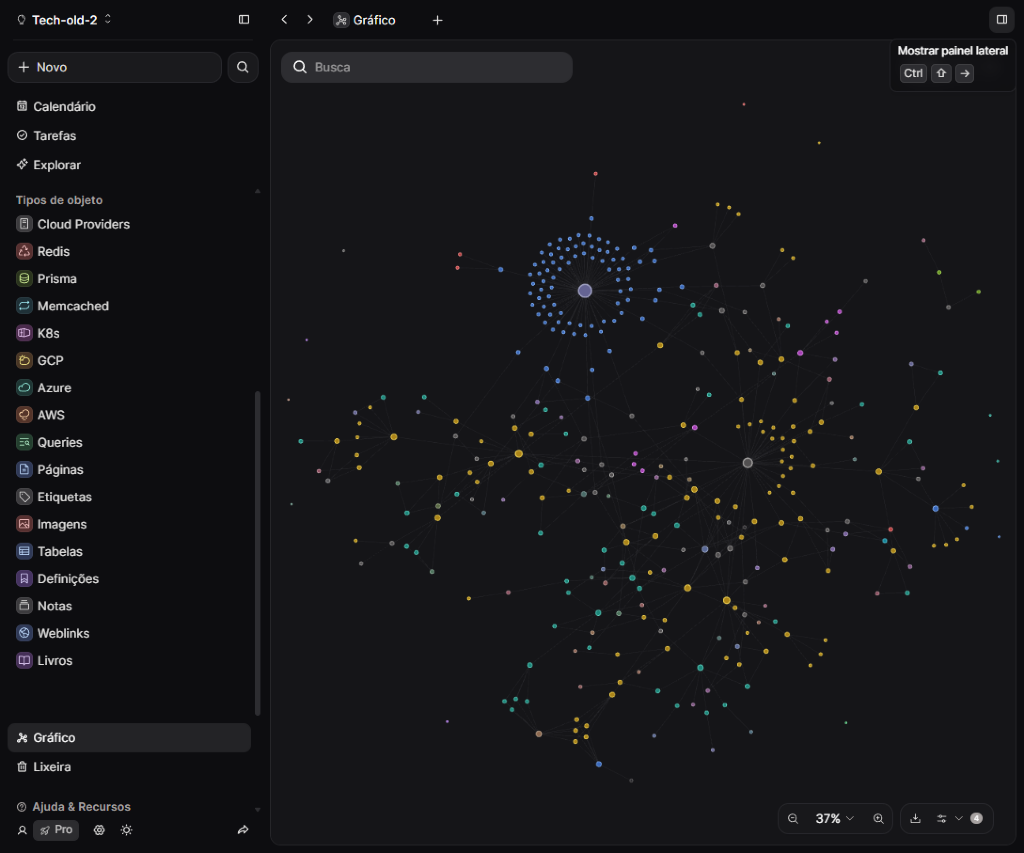 Tech-old-2
Gráfico
Mostrar painel lateral
Ctrl
Novo
Busca
Calendário
Tarefas
Explorar
Tipos de objeto
Cloud Providers
Redis
Prisma
Memcached
K8s
GCP
Azure
AWS
Queries
Páginas
Etiquetas
Imagens
Tabelas
Definições
Notas
Weblinks
Livros
Gráfico
Lixeira
Ajuda & Recursos
Pro
37%
4